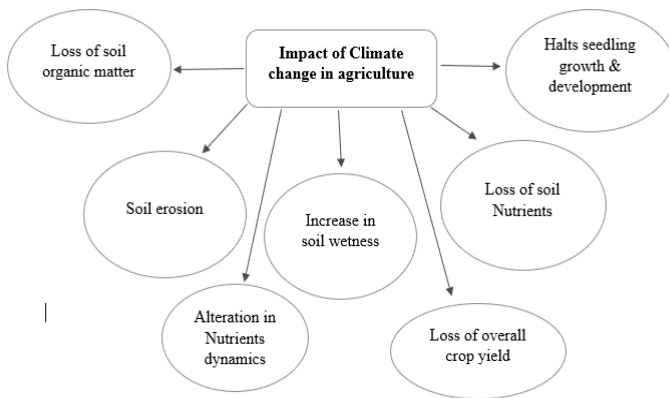 Impact of Climate
change in agriculture
Loss of soil
organic matter
Halts seedling
growth &
development
Soil erosion
Increase in
soil wetness
Loss of soil
Nutrients
Alteration in
Nutrients
dynamics
Loss of overall
crop yield